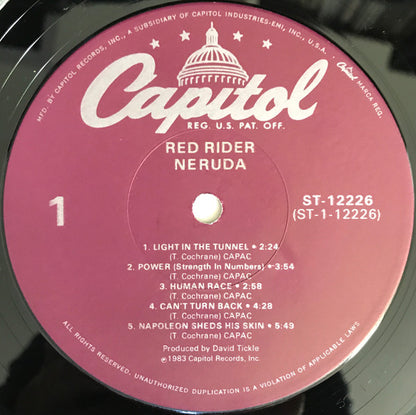 MFD. BY CAPITOL RECORDS, INC., A SUBSIDIARY OF CAPITOL INDUSTRIES-EMI, INC., U.S.A. • Capitol MARCA REG.
Capitol
REG. U.S. PAT. OFF.
RED RIDER
NERUDA
1
ST-12226
(ST-1-12226)
1. LIGHT IN THE TUNNEL • 2:24
(T. Cochrane) CAPAC
2. POWER (Strength In Numbers) • 3:54
(T. Cochrane) CAPAC
3. HUMAN RACE • 2:58
(T. Cochrane) CAPAC
4. CAN'T TURN BACK • 4:28
(T. Cochrane) CAPAC
5. NAPOLEON SHEDS HIS SKIN • 5:49
(T. Cochrane) CAPAC
Produced by David Tickle
℗1983 Capitol Records, Inc.
ALL RIGHTS RESERVED. UNAUTHORIZED DUPLICATION IS A VIOLATION OF APPLICABLE LAWS